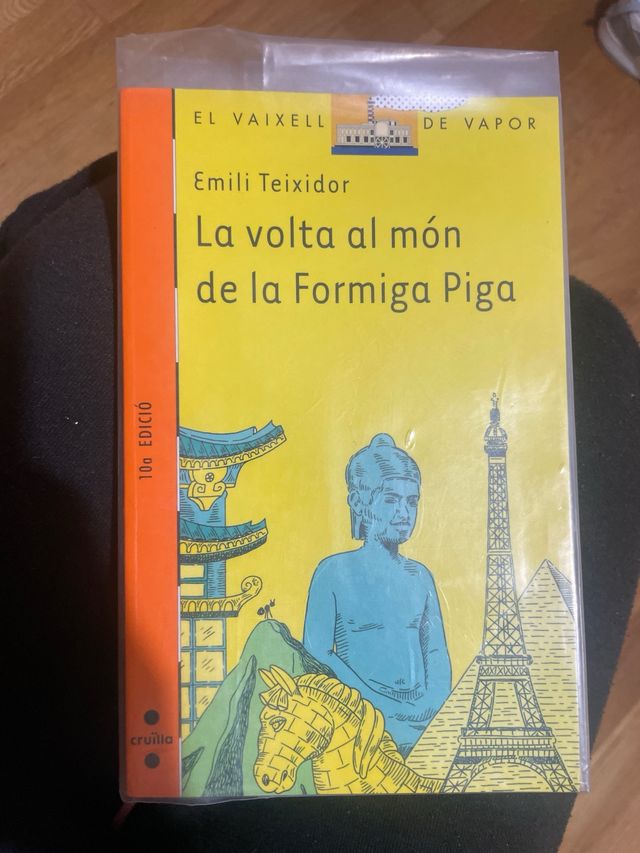 EL VAIXELL DE VAPOR
Emili Teixidor
La volta al món
de la Formiga Piga
10a EDICIÓ
cruïlla